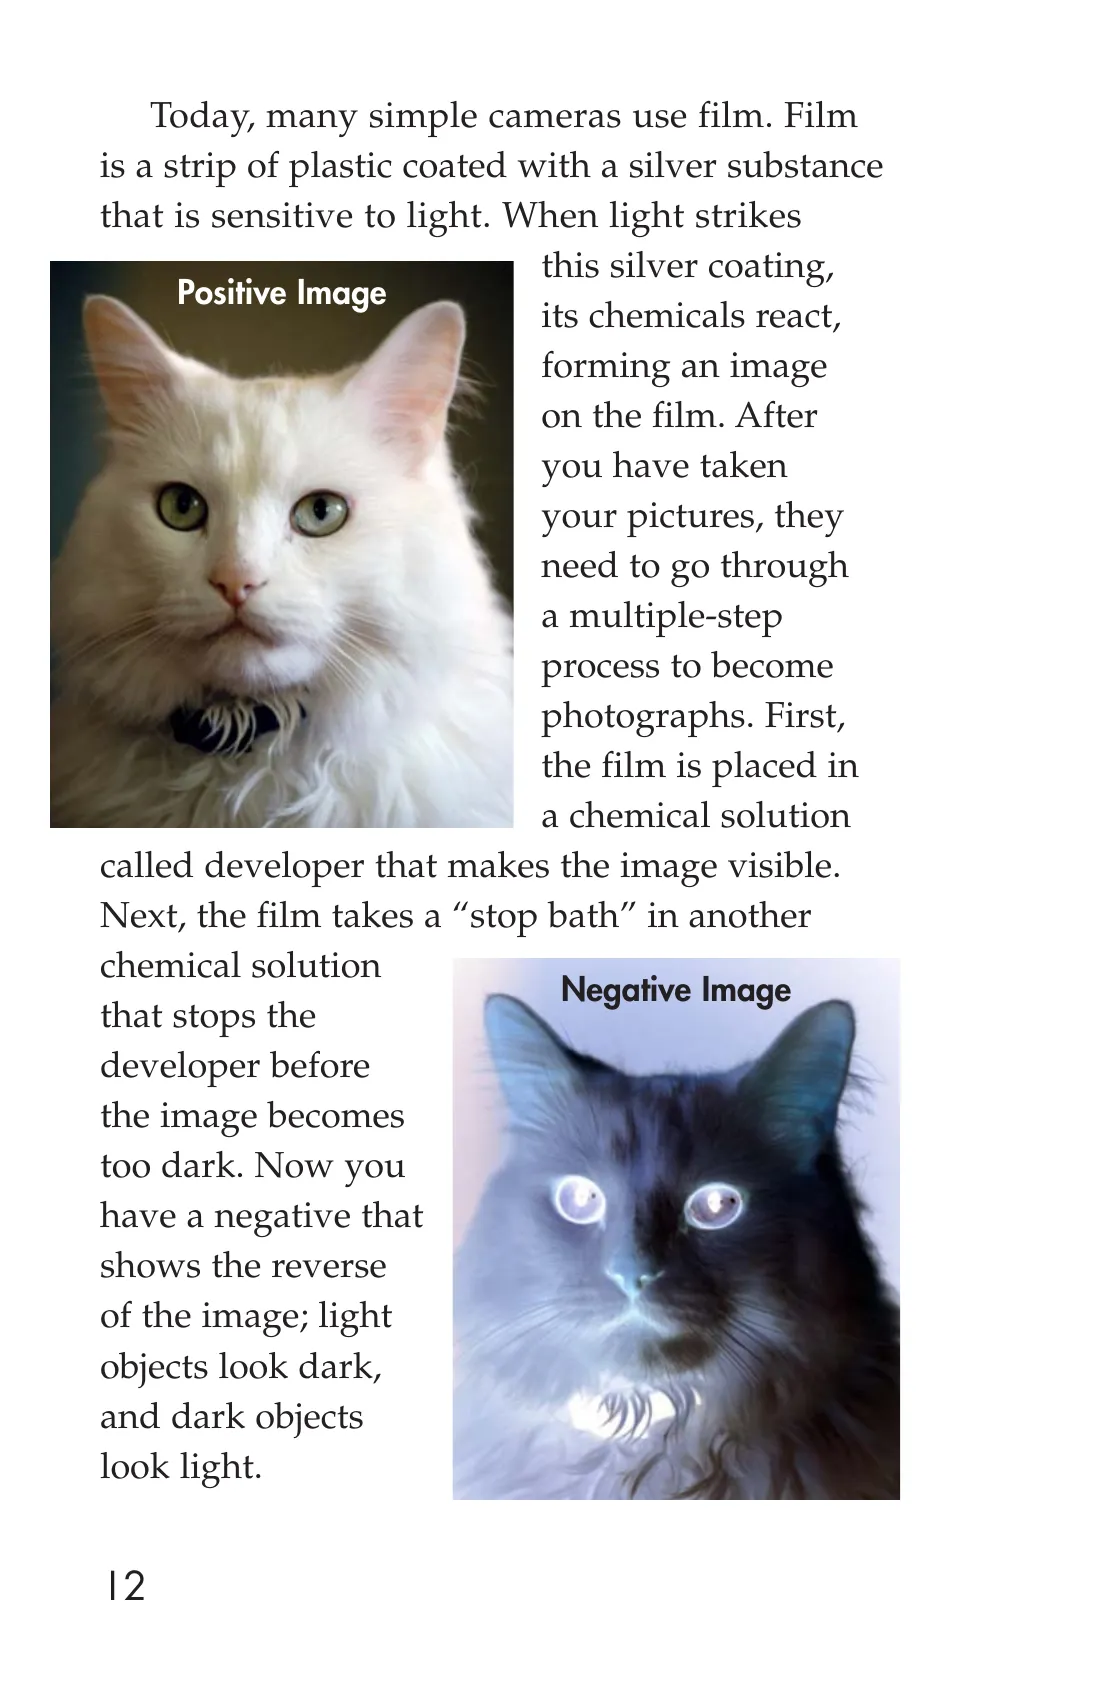 Today, many simple cameras use film. Film
is a strip of plastic coated with a silver substance
that is sensitive to light. When light strikes
this silver coating,
its chemicals react,
forming an image
on the film. After
you have taken
your pictures, they
need to go through
a multiple-step
process to become
photographs. First,
the film is placed in
a chemical solution
Positive Image
called developer that makes the image visible.
Next, the film takes a “stop bath” in another
chemical solution
that stops the
developer before
the image becomes
too dark. Now you
have a negative that
shows the reverse
of the image; light
objects look dark,
and dark objects
look light.
Negative Image
12